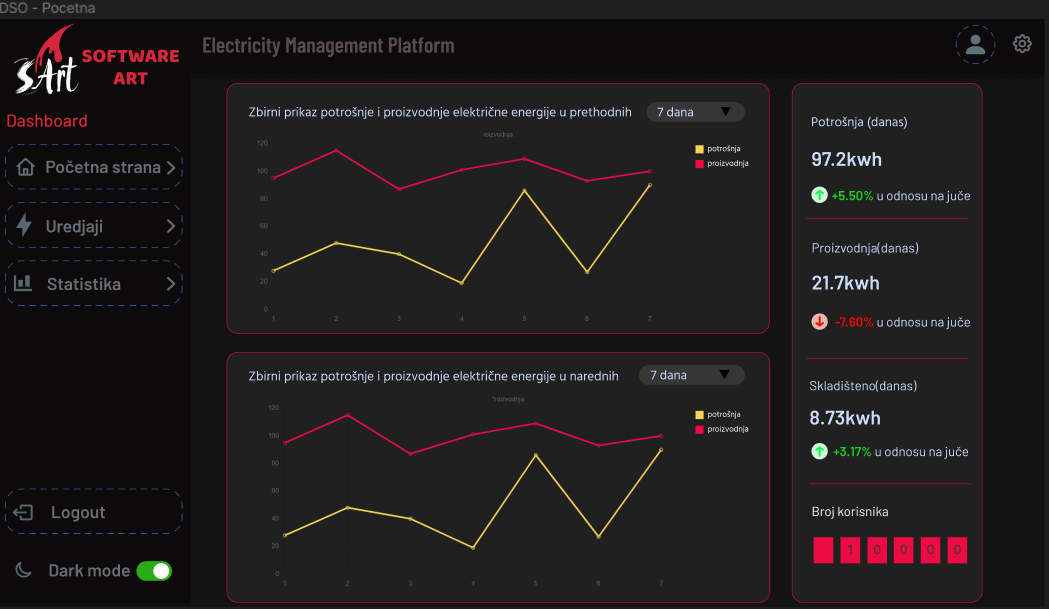 DSO - Pocetna
SArt
SOFTWARE
ART
Electricity Management Platform
Dashboard
Početna strana
Uredjaji
Statistika
Logout
Dark mode
Zbirni prikaz potrošnje i proizvodnje električne energije u prethodnih
7 dana
roizvodnja
potrošnja
proizvodnja
120
100
80
60
40
20
0
1 2 3 4 5 6 7
Zbirni prikaz potrošnje i proizvodnje električne energije u narednih
7 dana
roizvodnja
potrošnja
proizvodnja
120
100
80
60
40
20
0
1 2 3 4 5 6 7
Potrošnja (danas)
97.2kwh
+5.50% u odnosu na juče
Proizvodnja(danas)
21.7kwh
-7.60% u odnosu na juče
Skladišteno(danas)
8.73kwh
+3.17% u odnosu na juče
Broj korisnika
1 0 0 0 0